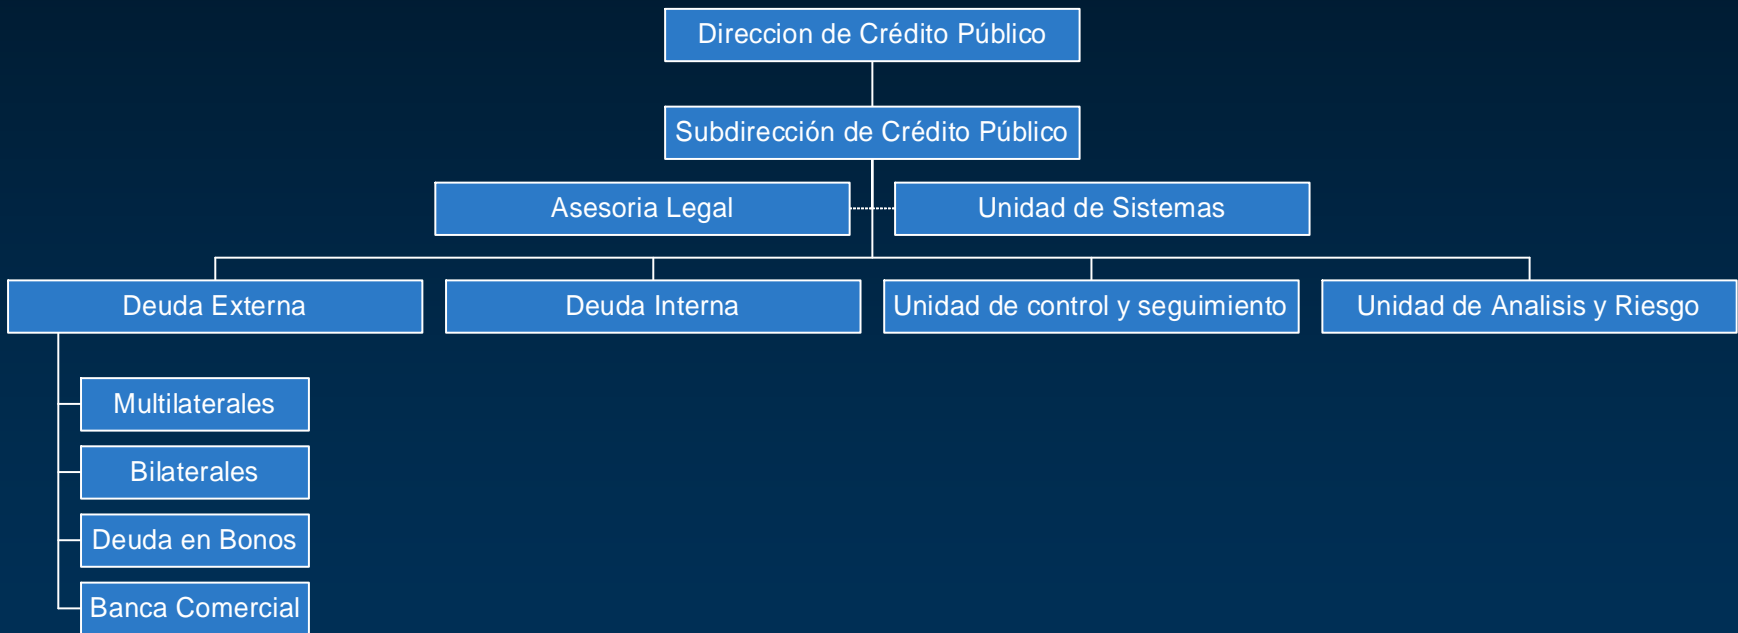 Direccion de Crédito Público
Subdirección de Crédito Público
Asesoria Legal
Unidad de Sistemas
Deuda Externa
Deuda Interna
Unidad de control y seguimiento
Unidad de Analisis y Riesgo
Multilaterales
Bilaterales
Deuda en Bonos
Banca Comercial